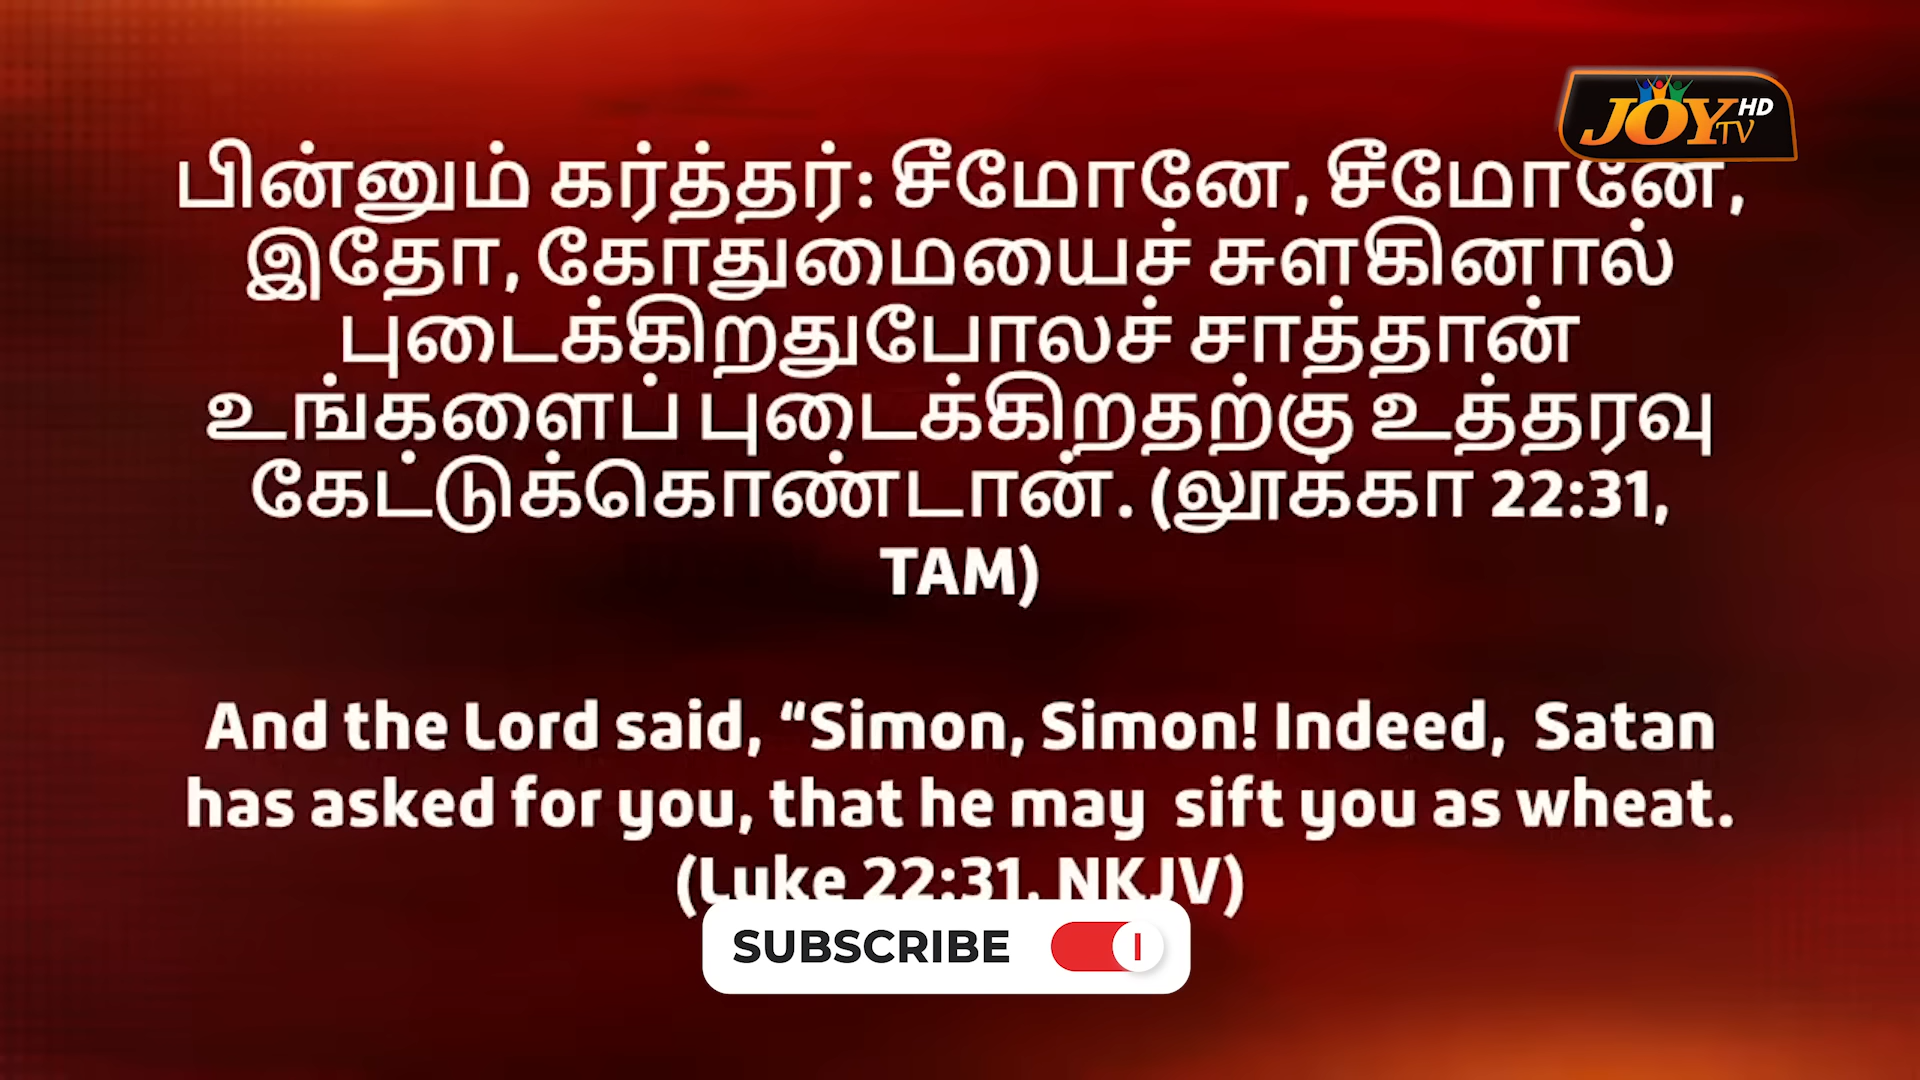 JOY TV HD
பின்னும் கர்த்தர்: சீமோனே, சீமோனே,
இதோ, கோதுமையைச் சுளகினால்
புடைக்கிறதுபோலச் சாத்தான்
உங்களைப் புடைக்கிறதற்கு உத்தரவு
கேட்டுக்கொண்டான். (லூக்கா 22:31,
TAM)
And the Lord said, “Simon, Simon! Indeed,  Satan
has asked for you, that he may  sift you as wheat.
(Luke 22:31, NKJV)
SUBSCRIBE